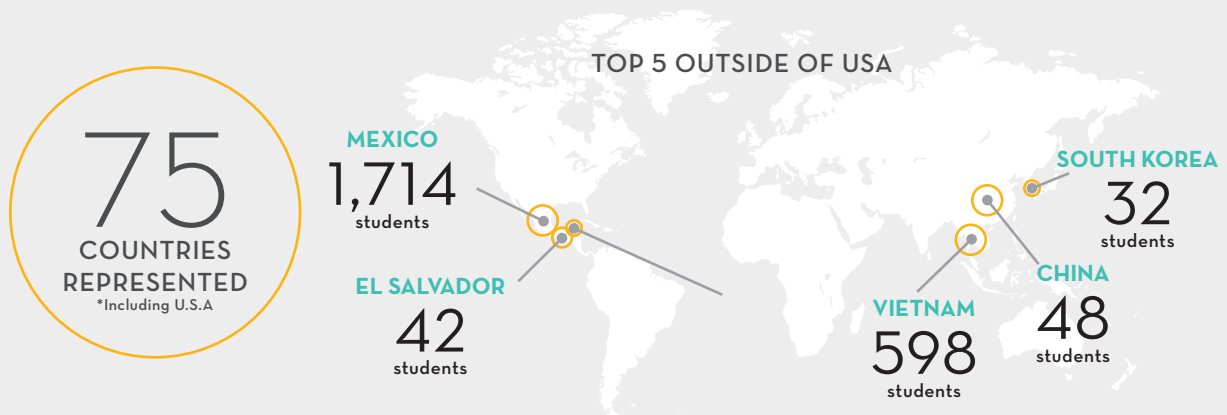 75
COUNTRIES
REPRESENTED
*Including U.S.A
TOP 5 OUTSIDE OF USA
MEXICO
1,714
students
EL SALVADOR
42
students
SOUTH KOREA
32
students
CHINA
48
students
VIETNAM
598
students